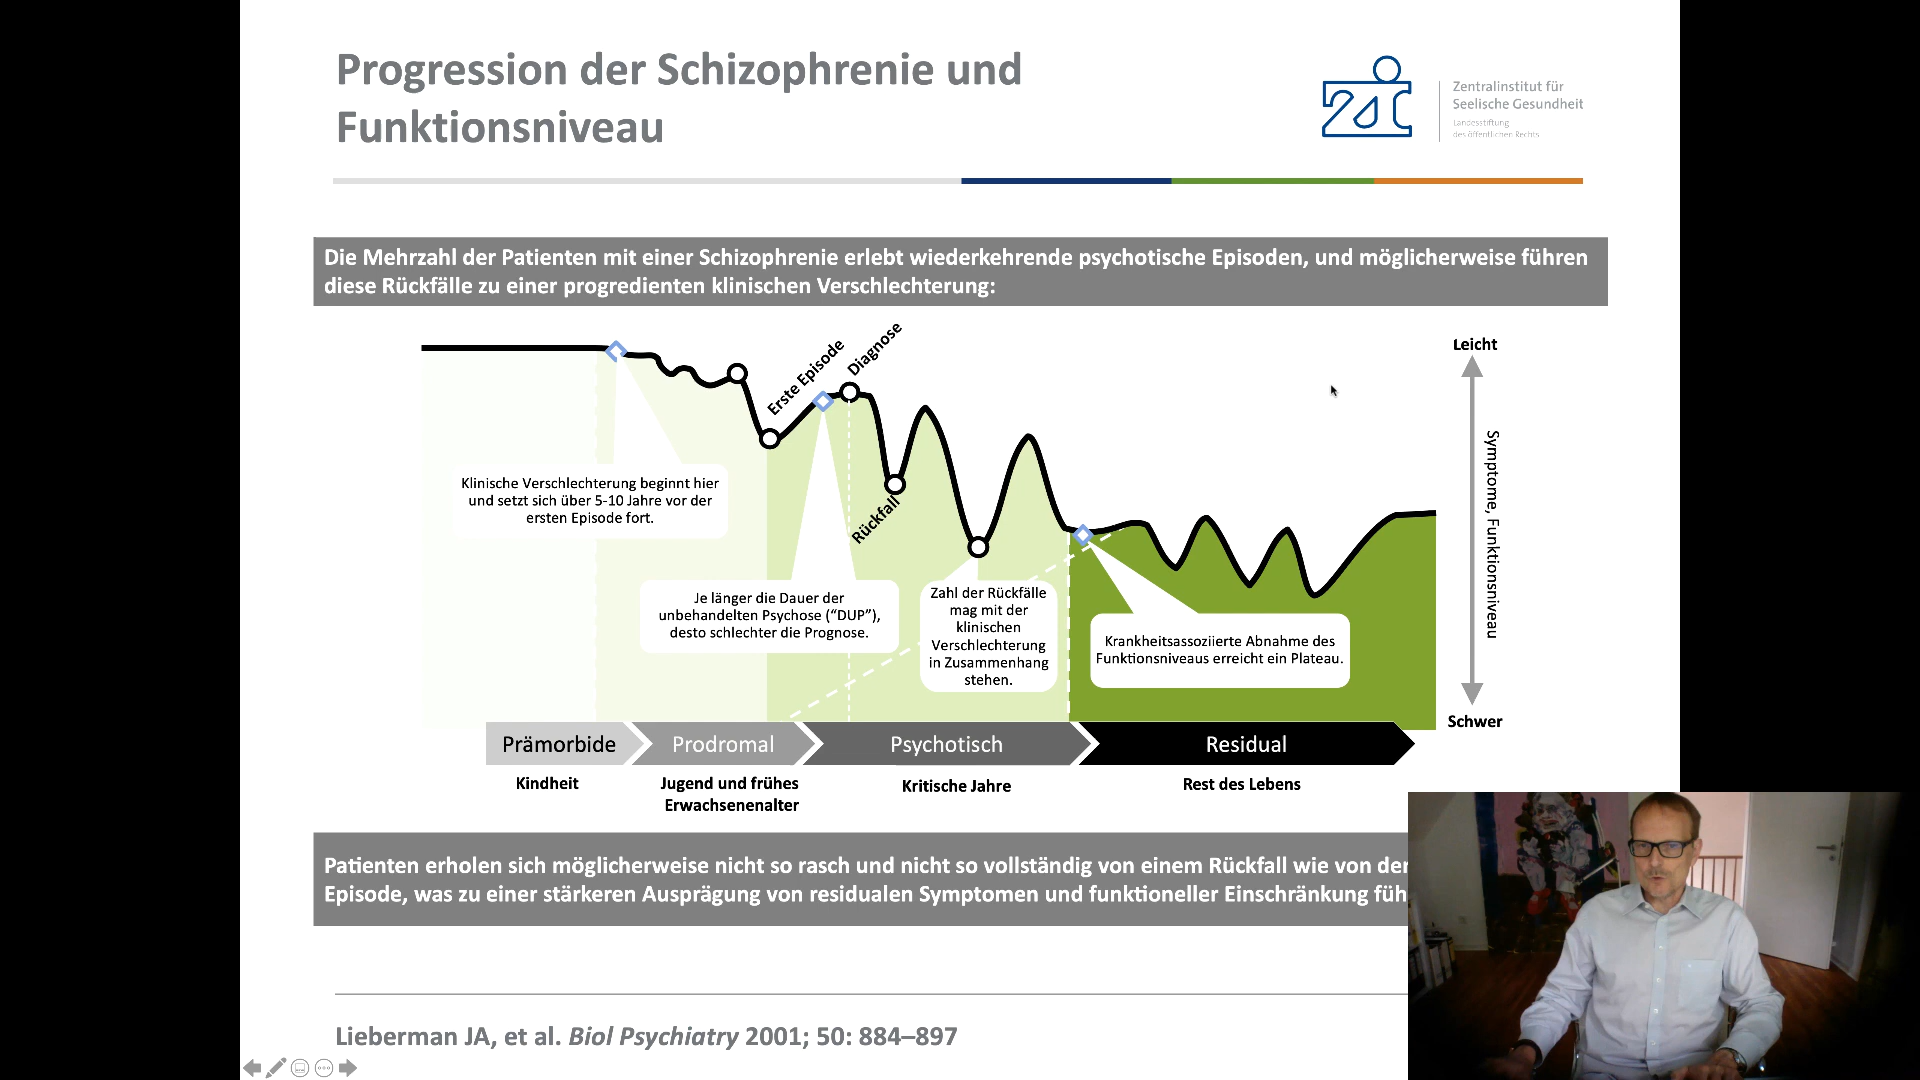 Progression der Schizophrenie und
Funktionsniveau
Zentralinstitut für
Seelische Gesundheit
Landesstiftung
des öffentlichen Rechts
Die Mehrzahl der Patienten mit einer Schizophrenie erlebt wiederkehrende psychotische Episoden, und möglicherweise führen
diese Rückfälle zu einer progredienten klinischen Verschlechterung:
Erste Episode
Diagnose
Rückfall
Leicht
Symptome, Funktionsniveau
Schwer
Klinische Verschlechterung beginnt hier
und setzt sich über 5-10 Jahre vor der
ersten Episode fort.
Je länger die Dauer der
unbehandelten Psychose (“DUP”),
desto schlechter die Prognose.
Zahl der Rückfälle
mag mit der
klinischen
Verschlechterung
in Zusammenhang
stehen.
Krankheitsassoziierte Abnahme des
Funktionsniveaus erreicht ein Plateau.
Prämorbide
Prodromal
Psychotisch
Residual
Kindheit
Jugend und frühes
Erwachsenenalter
Kritische Jahre
Rest des Lebens
Patienten erholen sich möglicherweise nicht so rasch und nicht so vollständig von einem Rückfall wie von der
Episode, was zu einer stärkeren Ausprägung von residualen Symptomen und funktioneller Einschränkung füh
Lieberman JA, et al. Biol Psychiatry 2001; 50: 884–897